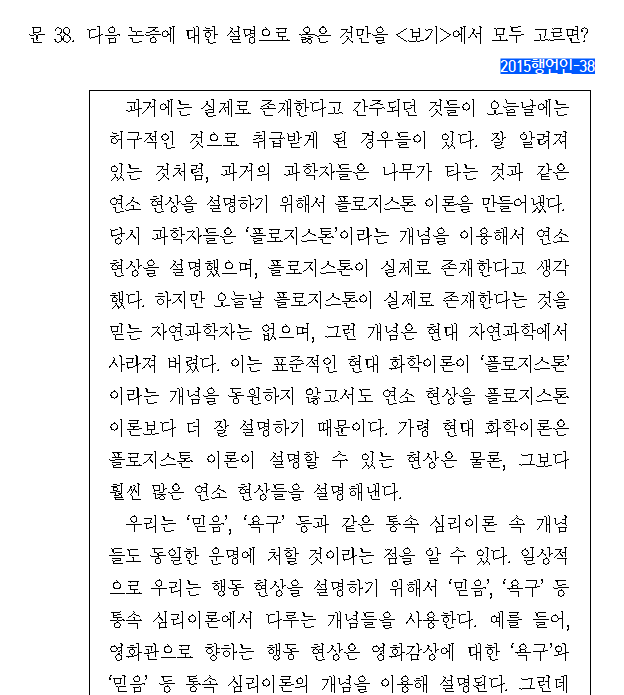 문 38. 다음 논증에 대한 설명으로 옳은 것만을 <보기>에서 모두 고르면?
2015행언인-38
과거에는 실제로 존재한다고 간주되던 것들이 오늘날에는
허구적인 것으로 취급받게 된 경우들이 있다. 잘 알려져
있는 것처럼, 과거의 과학자들은 나무가 타는 것과 같은
연소 현상을 설명하기 위해서 플로지스톤 이론을 만들어냈다.
당시 과학자들은 ‘플로지스톤’이라는 개념을 이용해서 연소
현상을 설명했으며, 플로지스톤이 실제로 존재한다고 생각
했다. 하지만 오늘날 플로지스톤이 실제로 존재한다는 것을
믿는 자연과학자는 없으며, 그런 개념은 현대 자연과학에서
사라져 버렸다. 이는 표준적인 현대 화학이론이 ‘플로지스톤’
이라는 개념을 동원하지 않고서도 연소 현상을 플로지스톤
이론보다 더 잘 설명하기 때문이다. 가령 현대 화학이론은
플로지스톤 이론이 설명할 수 있는 현상은 물론, 그보다
훨씬 많은 연소 현상들을 설명해낸다.
우리는 ‘믿음’, ‘욕구’ 등과 같은 통속 심리이론 속 개념
들도 동일한 운명에 처할 것이라는 점을 알 수 있다. 일상적
으로 우리는 행동 현상을 설명하기 위해서 ‘믿음’, ‘욕구’ 등
통속 심리이론에서 다루는 개념들을 사용한다. 예를 들어,
영화관으로 향하는 행동 현상은 영화감상에 대한 ‘욕구’와
‘믿음’ 등 통속 심리이론의 개념을 이용해 설명된다. 그런데